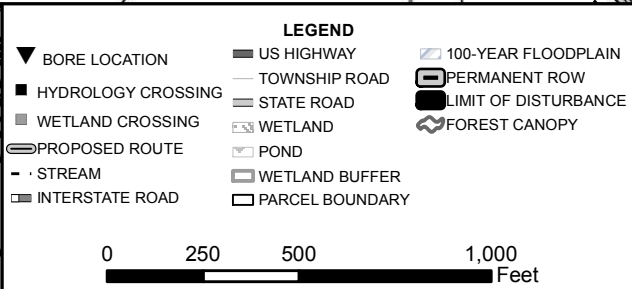 LEGEND
BORE LOCATION
HYDROLOGY CROSSING
WETLAND CROSSING
PROPOSED ROUTE
STREAM
INTERSTATE ROAD
US HIGHWAY
TOWNSHIP ROAD
STATE ROAD
WETLAND
POND
WETLAND BUFFER
PARCEL BOUNDARY
100-YEAR FLOODPLAIN
PERMANENT ROW
LIMIT OF DISTURBANCE
FOREST CANOPY
0 250 500 1,000
Feet